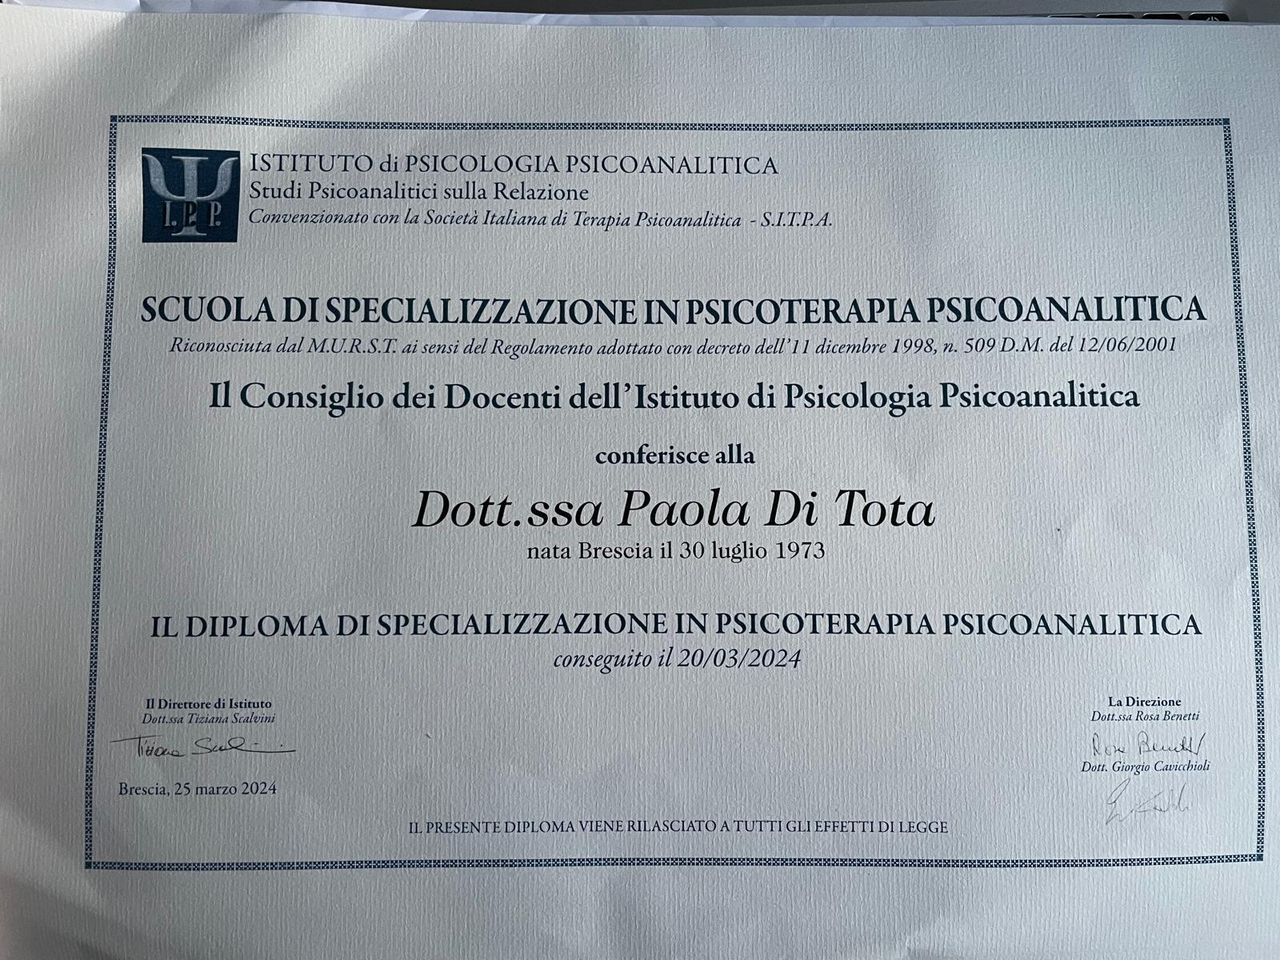 I.P.P.
ISTITUTO di PSICOLOGIA PSICOANALITICA
Studi Psicoanalitici sulla Relazione
Convenzionato con la Società Italiana di Terapia Psicoanalitica - S.I.T.P.A.
SCUOLA DI SPECIALIZZAZIONE IN PSICOTERAPIA PSICOANALITICA
Riconosciuta dal M.U.R.S.T. ai sensi del Regolamento adottato con decreto dell'11 dicembre 1998, n. 509 D.M. del 12/06/2001
Il Consiglio dei Docenti dell'Istituto di Psicologia Psicoanalitica
conferisce alla
Dott.ssa Paola Di Tota
nata Brescia il 30 luglio 1973
IL DIPLOMA DI SPECIALIZZAZIONE IN PSICOTERAPIA PSICOANALITICA
conseguito il 20/03/2024
Il Direttore di Istituto
Dott.ssa Tiziana Scalvini
Tiziana
Brescia, 25 marzo 2024
La Direzione
Dott.ssa Rosa Benetti
Rosa Benetti
Dott. Giorgio Cavicchioli
IL PRESENTE DIPLOMA VIENE RILASCIATO A TUTTI GLI EFFETTI DI LEGGE